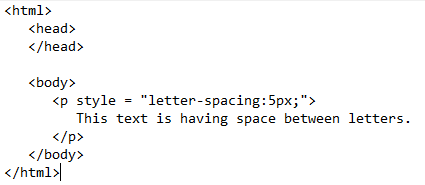 <html>
<head>
</head>
<body>
<p style = "letter-spacing:5px;">
This text is having space between letters.
</p>
</body>
</html>